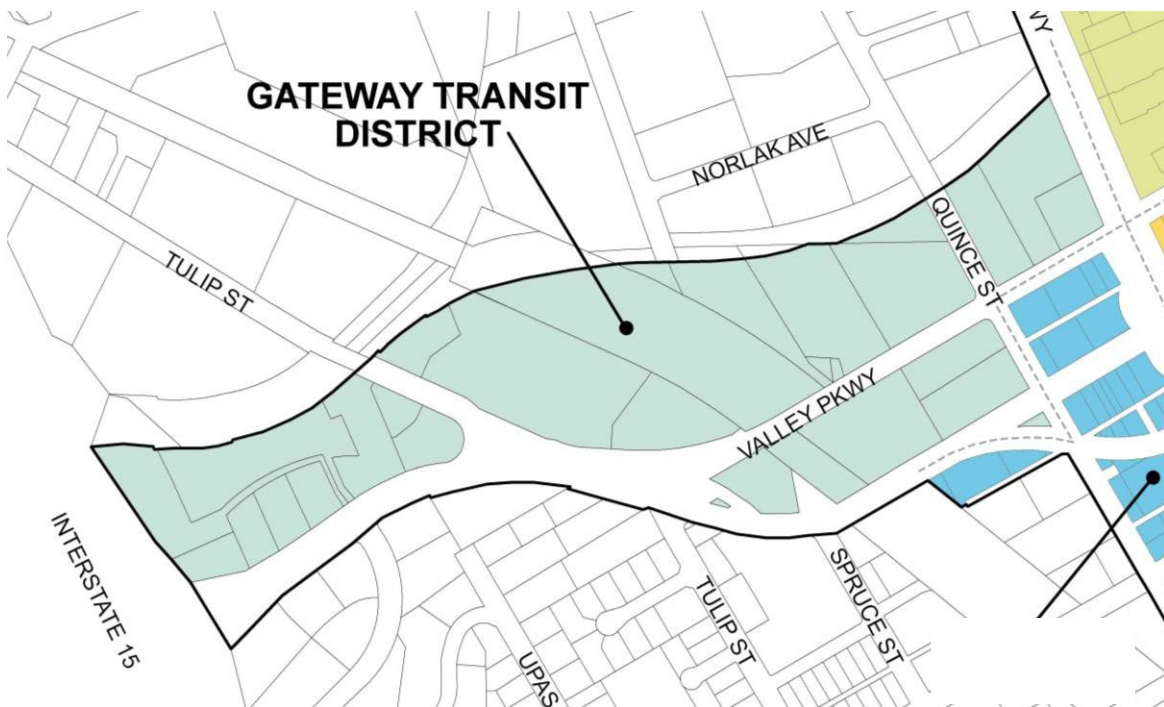 GATEWAY TRANSIT
DISTRICT
NORLAK AVE
QUINCE ST
TULIP ST
VALLEY PKWY
INTERSTATE 15
UPAS
TULIP ST
SPRUCE ST